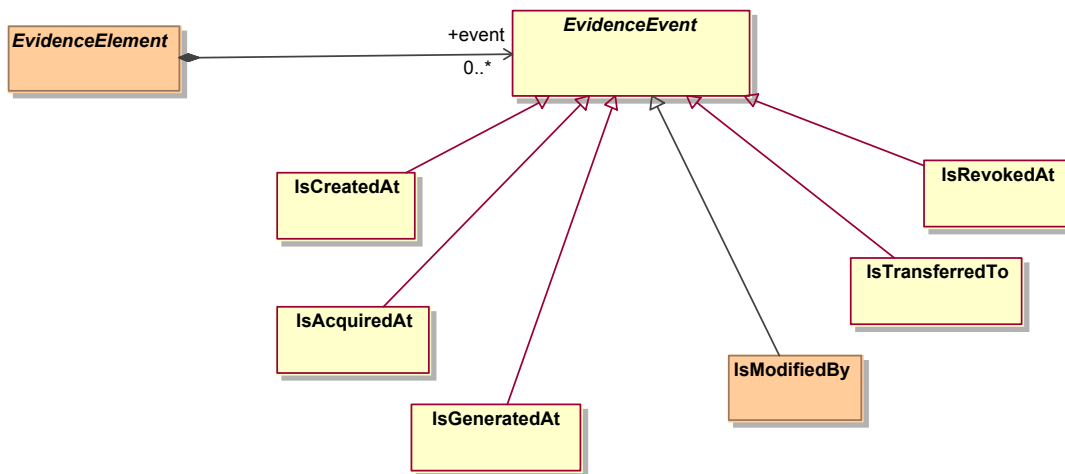 EvidenceElement
+event
0..*
EvidenceEvent
IsCreatedAt
IsRevokedAt
IsTransferredTo
IsAcquiredAt
IsModifiedBy
IsGeneratedAt